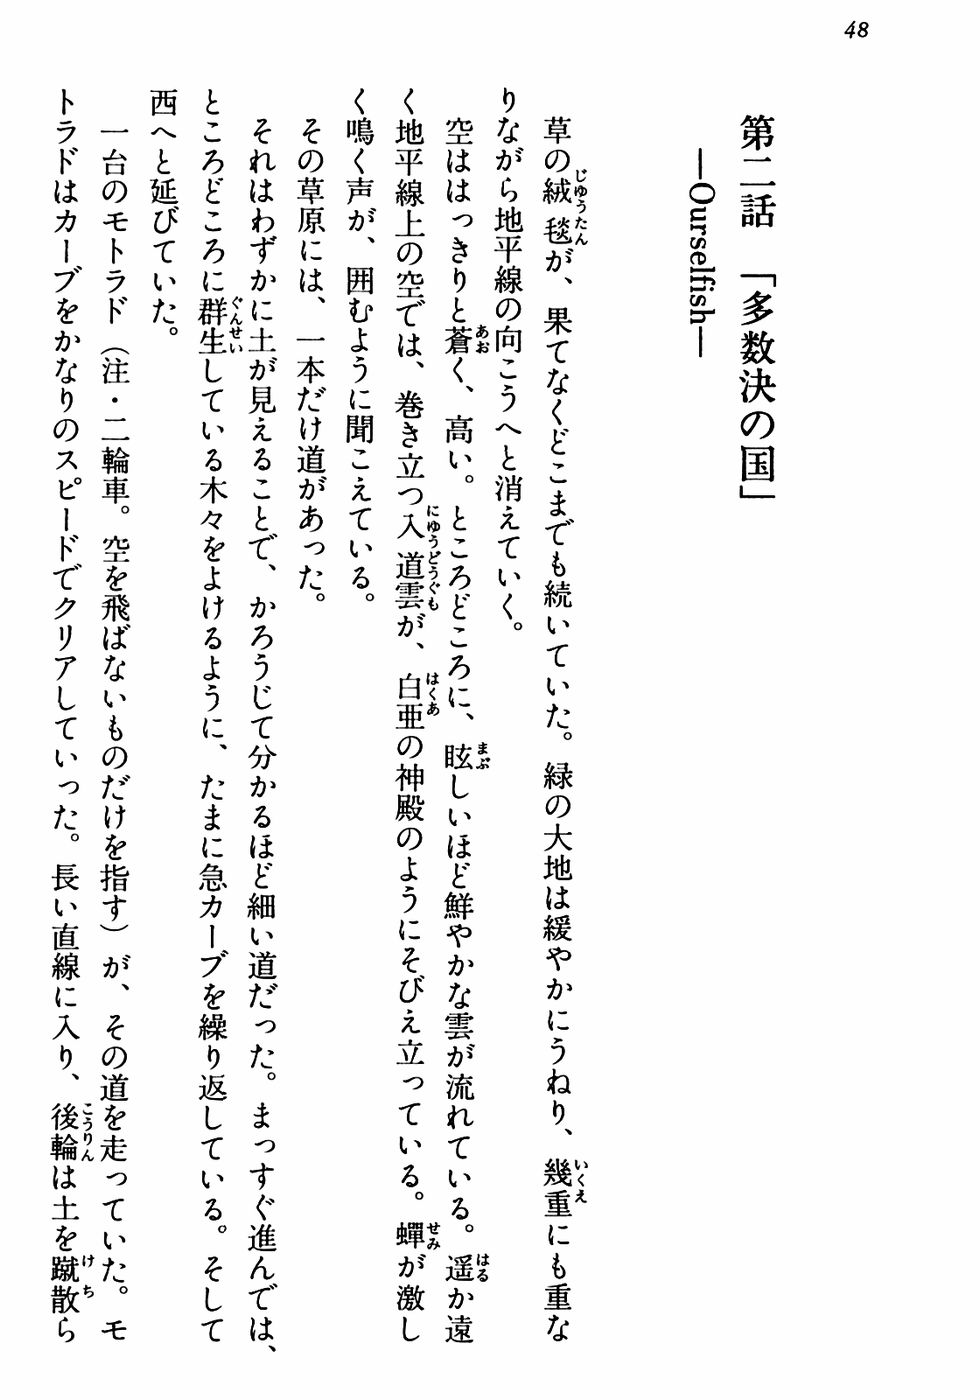 48
第二話　「多数決の国」
―Ourselfish―
草の絨毯が、果てなくどこまでも続いていた。緑の大地は緩やかにうねり、幾重にも重な
りながら地平線の向こうへと消えていく。
空ははっきりと蒼く、高い。ところどころに、眩しいほど鮮やかな雲が流れている。遥か遠
く地平線上の空では、巻き立つ入道雲が、白亜の神殿のようにそびえ立っている。蟬が激し
く鳴く声が、囲むように聞こえている。
その草原には、一本だけ道があった。
それはわずかに土が見えることで、かろうじて分かるほど細い道だった。まっすぐ進んでは、
ところどころに群生している木々をよけるように、たまに急カーブを繰り返している。そして
西へと延びていた。
一台のモトラド（注・二輪車。空を飛ばないものだけを指す）が、その道を走っていた。モ
トラドはカーブをかなりのスピードでクリアしていった。長い直線に入り、後輪は土を蹴散ら